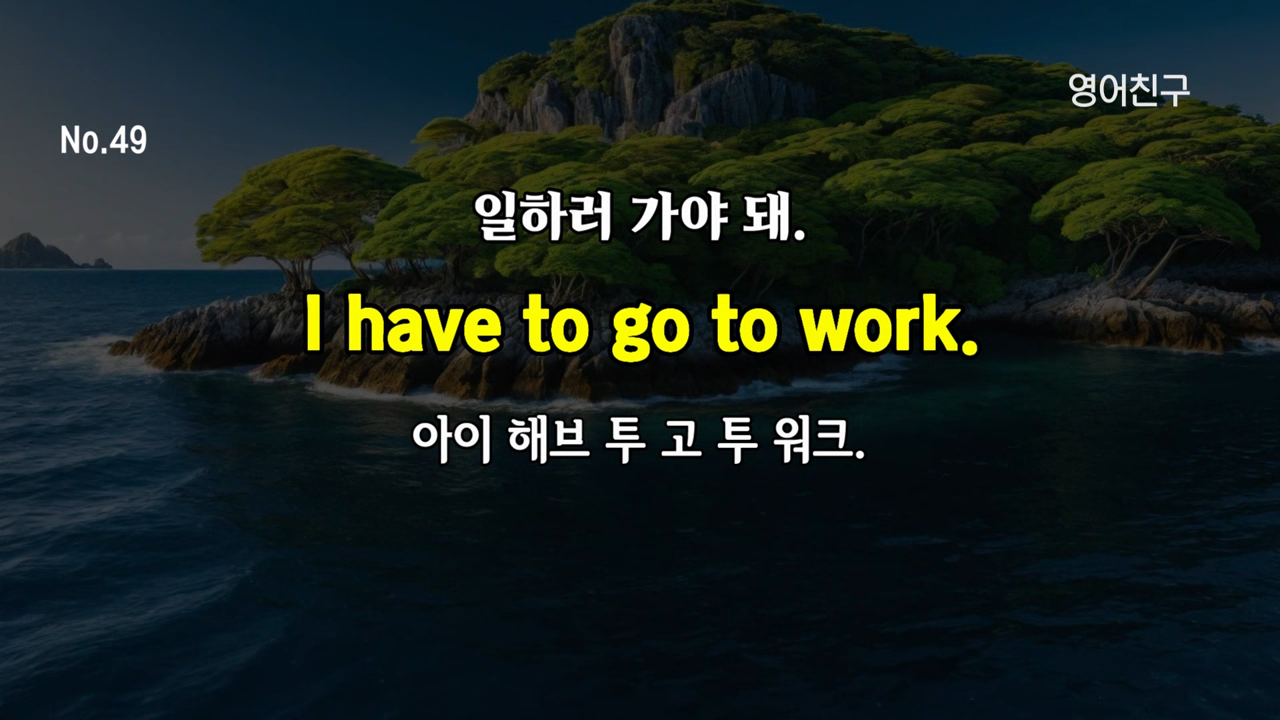 영어친구
No.49
일하러 가야 돼.
I have to go to work.
아이 해브 투 고 투 워크.